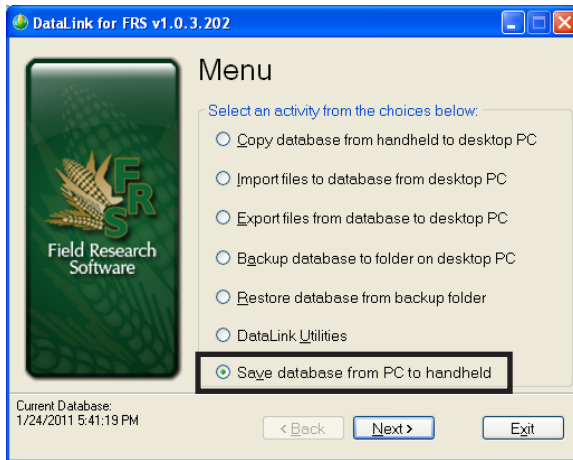 DataLink for FRS v1.0.3.202
Menu
Select an activity from the choices below:
Copy database from handheld to desktop PC
Import files to database from desktop PC
Export files from database to desktop PC
Backup database to folder on desktop PC
Restore database from backup folder
DataLink Utilities
Save database from PC to handheld
FRS
Field Research
Software
Current Database:
1/24/2011 5:41:19 PM
< Back
Next >
Exit